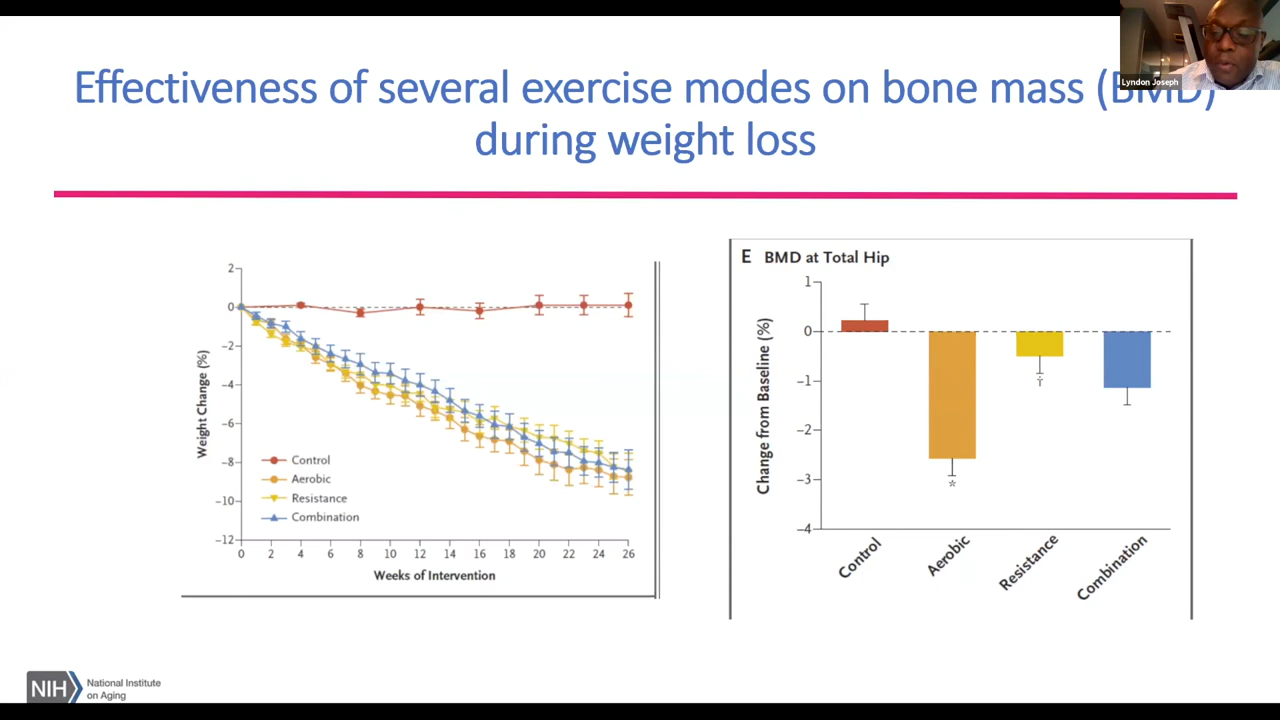 Lyndon Joseph
Effectiveness of several exercise modes on bone mass (BMD)
during weight loss
2
0
−2
−4
−6
−8
−10
−12
Weight Change (%)
Control
Aerobic
Resistance
Combination
0 2 4 6 8 10 12 14 16 18 20 22 24 26
Weeks of Intervention
E BMD at Total Hip
1
0
−1
−2
−3
−4
Change from Baseline (%)
†
*
Control
Aerobic
Resistance
Combination
NIH
National Institute
on Aging